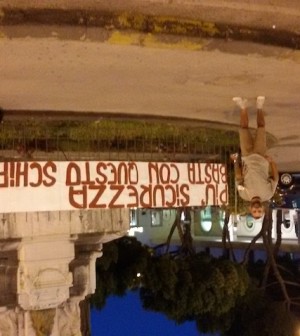 PIU' SICUREZZA
BASTA CON QUESTO SCHIF